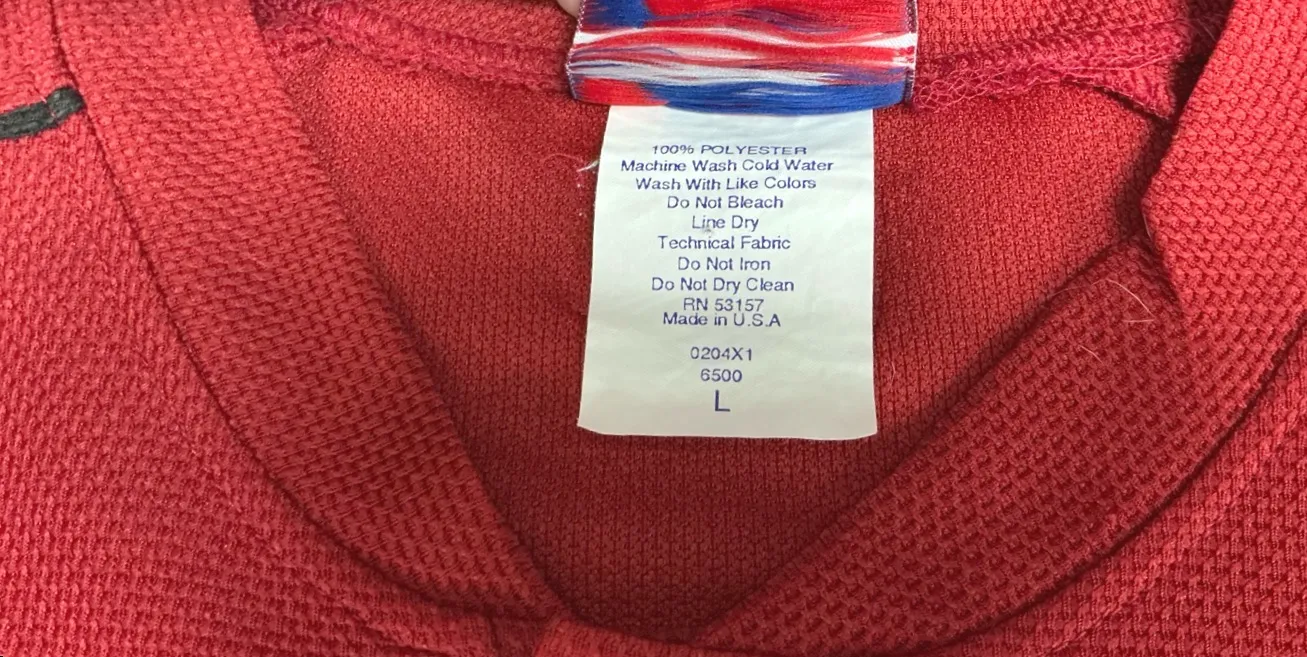 100% POLYESTER
Machine Wash Cold Water
Wash With Like Colors
Do Not Bleach
Line Dry
Technical Fabric
Do Not Iron
Do Not Dry Clean
RN 53157
Made in U.S.A
0204X1
6500
L